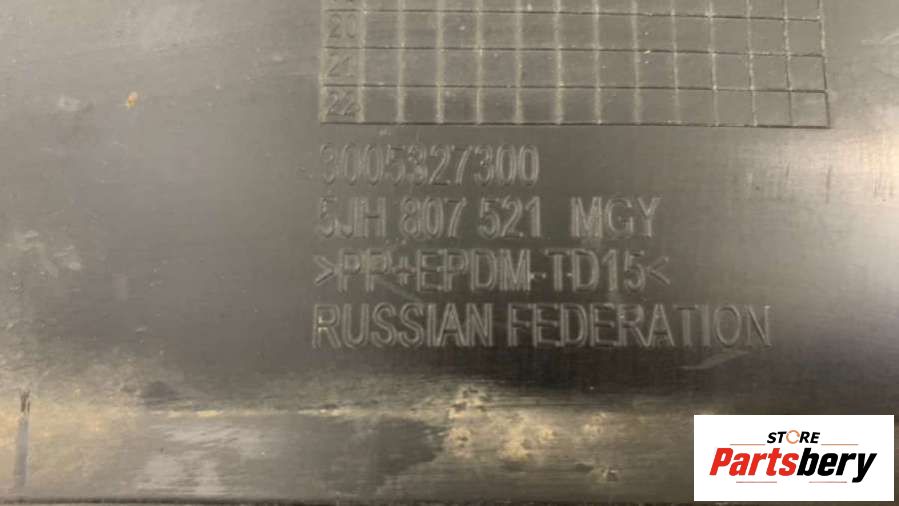 20
21
22
3005327300
5JH 807 521 MGY
>PP+EPDM-TD15<
RUSSIAN FEDERATION
STORE
Partsbery